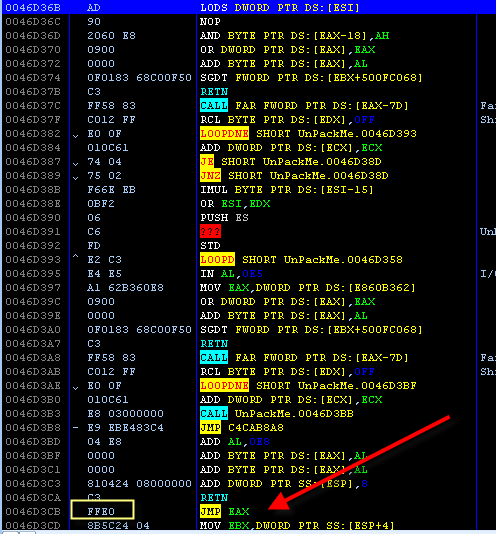 0046D36B AD LODS DWORD PTR DS:[ESI]
0046D36C 90 NOP
0046D36D 2060 E8 AND BYTE PTR DS:[EAX-18],AH
0046D370 0900 OR DWORD PTR DS:[EAX],EAX
0046D372 0000 ADD BYTE PTR DS:[EAX],AL
0046D374 0F0183 68C00F50 SGDT FWORD PTR DS:[EBX+500FC068]
0046D37B C3 RETN
0046D37C FF58 83 CALL FAR FWORD PTR DS:[EAX-7D] Fa
0046D37F C012 FF RCL BYTE PTR DS:[EDX],0FF Shi
0046D382 ⌄ E0 0F LOOPDNE SHORT UnPackMe.0046D393
0046D384 010C61 ADD DWORD PTR DS:[ECX],ECX
0046D387 ⌄ 74 04 JE SHORT UnPackMe.0046D38D
0046D389 ⌄ 75 02 JNZ SHORT UnPackMe.0046D38D
0046D38B F66E EB IMUL BYTE PTR DS:[ESI-15]
0046D38E 0BF2 OR ESI,EDX
0046D390 06 PUSH ES
0046D391 C6 ??? Unk
0046D392 FD STD
0046D393 ^ E2 C3 LOOPD SHORT UnPackMe.0046D358
0046D395 E4 E5 IN AL,0E5 I/O
0046D397 A1 62B360E8 MOV EAX,DWORD PTR DS:[E860B362]
0046D39C 0900 OR DWORD PTR DS:[EAX],EAX
0046D39E 0000 ADD BYTE PTR DS:[EAX],AL
0046D3A0 0F0183 68C00F50 SGDT FWORD PTR DS:[EBX+500FC068]
0046D3A7 C3 RETN
0046D3A8 FF58 83 CALL FAR FWORD PTR DS:[EAX-7D] Fa
0046D3AB C012 FF RCL BYTE PTR DS:[EDX],0FF Shi
0046D3AE ⌄ E0 0F LOOPDNE SHORT UnPackMe.0046D3BF
0046D3B0 010C61 ADD DWORD PTR DS:[ECX],ECX
0046D3B3 E8 03000000 CALL UnPackMe.0046D3BB
0046D3B8 - E9 EBE483C4 JMP C4CAB8A8
0046D3BD 04 E8 ADD AL,0E8
0046D3BF 0000 ADD BYTE PTR DS:[EAX],AL
0046D3C1 0000 ADD BYTE PTR DS:[EAX],AL
0046D3C3 810424 08000000 ADD DWORD PTR SS:[ESP],8
0046D3CA C3 RETN
0046D3CB FFE0 JMP EAX
0046D3CD 8B5C24 04 MOV EBX,DWORD PTR SS:[ESP+4]